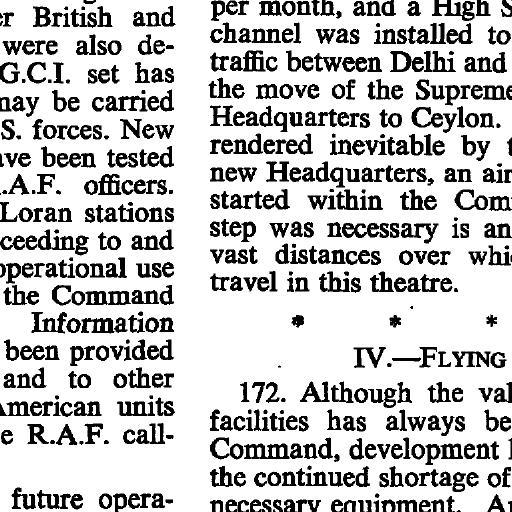 er British and
were also de-
G.C.I. set has
may be carried
S. forces. New
ave been tested
.A.F. officers.
Loran stations
ceeding to and
operational use
the Command
Information
been provided
and to other
American units
e R.A.F. call-
future opera-
per month, and a High S
channel was installed to
traffic between Delhi and
the move of the Supreme
Headquarters to Ceylon.
rendered inevitable by t
new Headquarters, an air
started within the Com
step was necessary is an
vast distances over whi
travel in this theatre.
* * *
IV.—FLYING
172. Although the val
facilities has always be
Command, development
the continued shortage of
necessary equipment. A